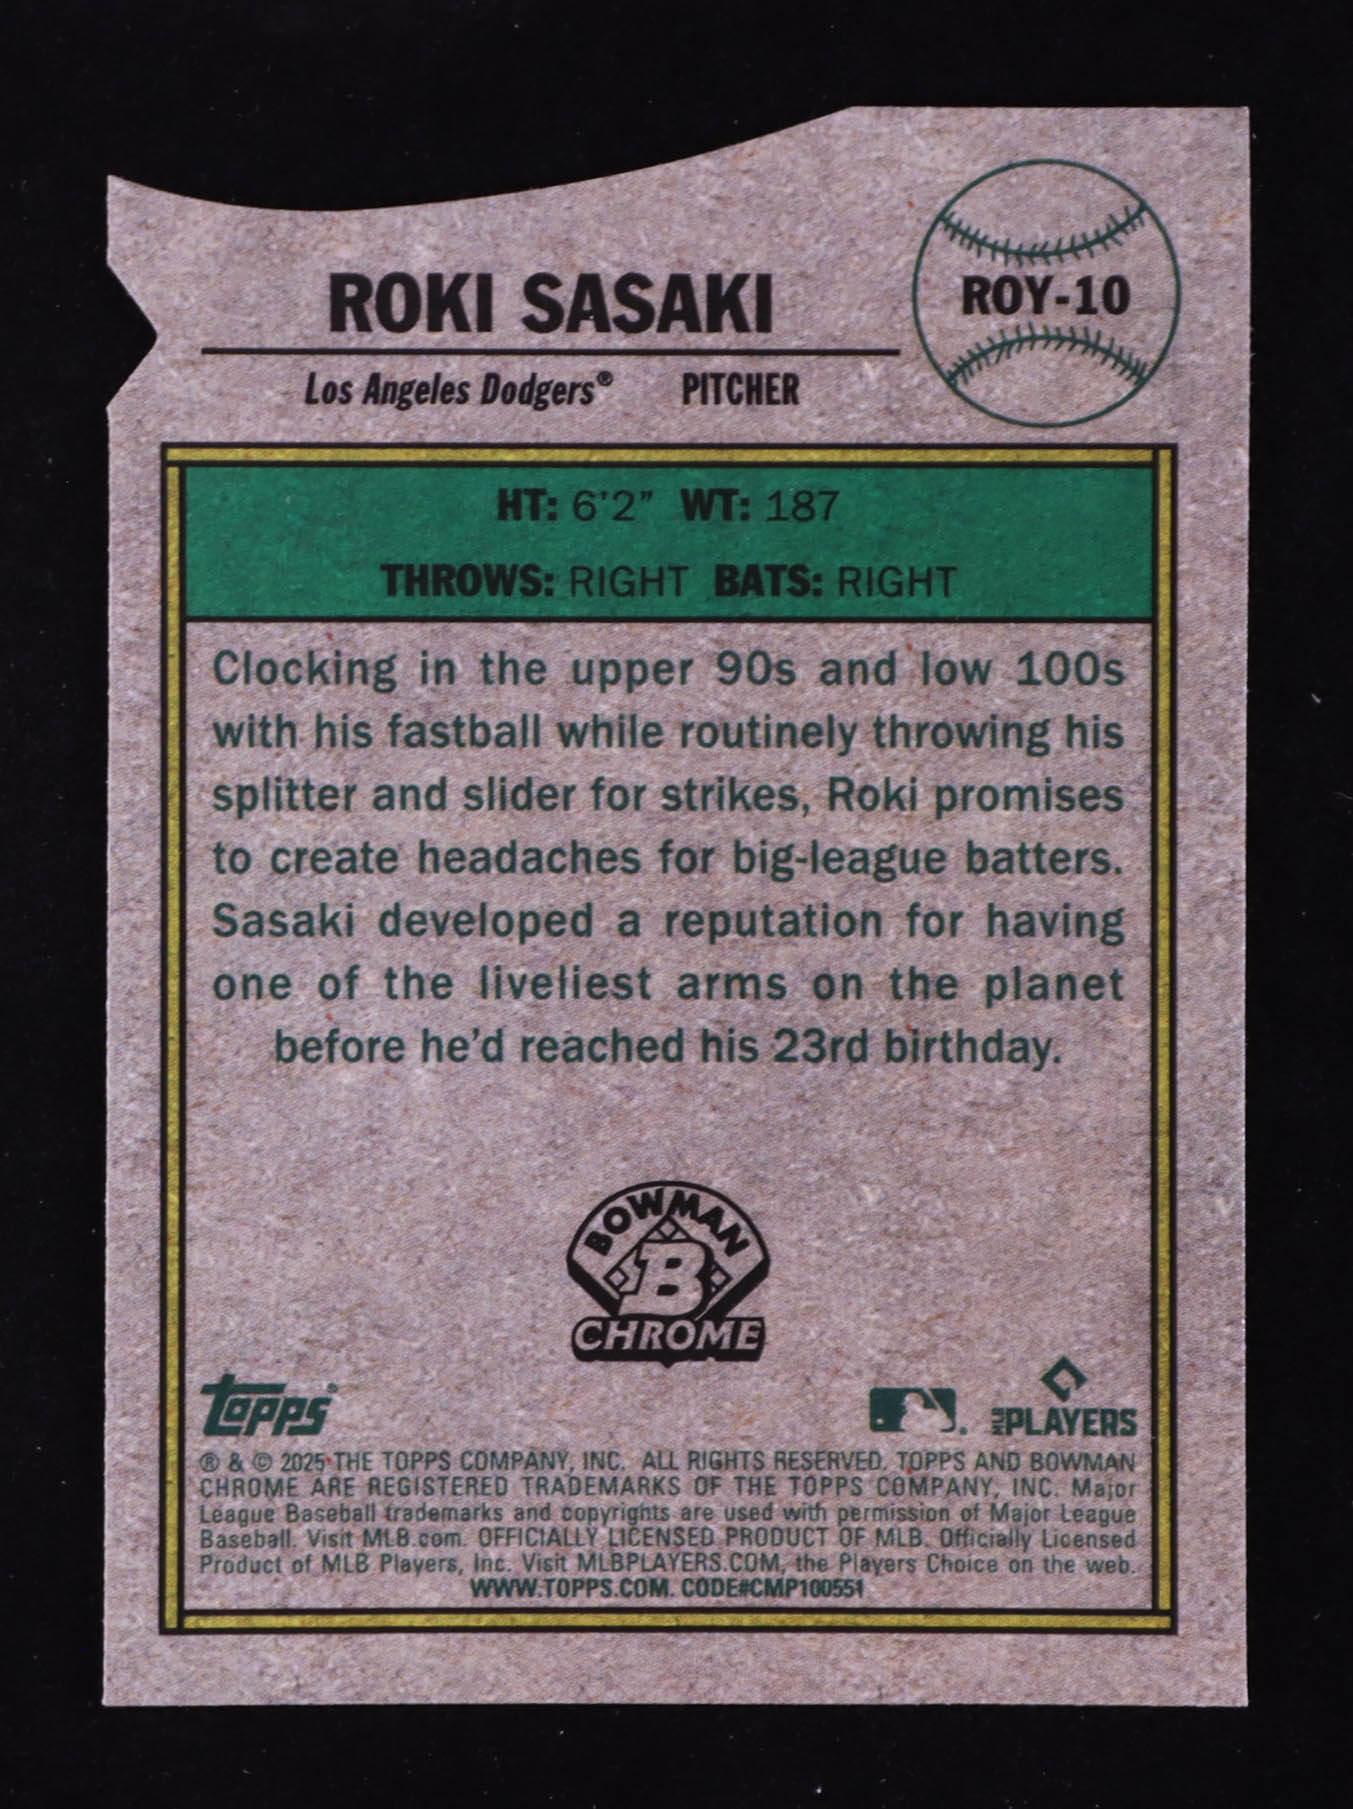 ROKI SASAKI
ROY-10
Los Angeles Dodgers® PITCHER
HT: 6'2" WT: 187
THROWS: RIGHT BATS: RIGHT
Clocking in the upper 90s and low 100s
with his fastball while routinely throwing his
splitter and slider for strikes, Roki promises
to create headaches for big-league batters.
Sasaki developed a reputation for having
one of the liveliest arms on the planet
before he'd reached his 23rd birthday.
BOWMAN
B
CHROME
topps®
MLB PLAYERS
® & © 2025 THE TOPPS COMPANY, INC. ALL RIGHTS RESERVED. TOPPS AND BOWMAN
CHROME ARE REGISTERED TRADEMARKS OF THE TOPPS COMPANY, INC. Major
League Baseball trademarks and copyrights are used with permission of Major League
Baseball. Visit MLB.com. OFFICIALLY LICENSED PRODUCT OF MLB. Officially Licensed
Product of MLB Players, Inc. Visit MLBPLAYERS.COM, the Players Choice on the web.
WWW.TOPPS.COM. CODE#CMP100551